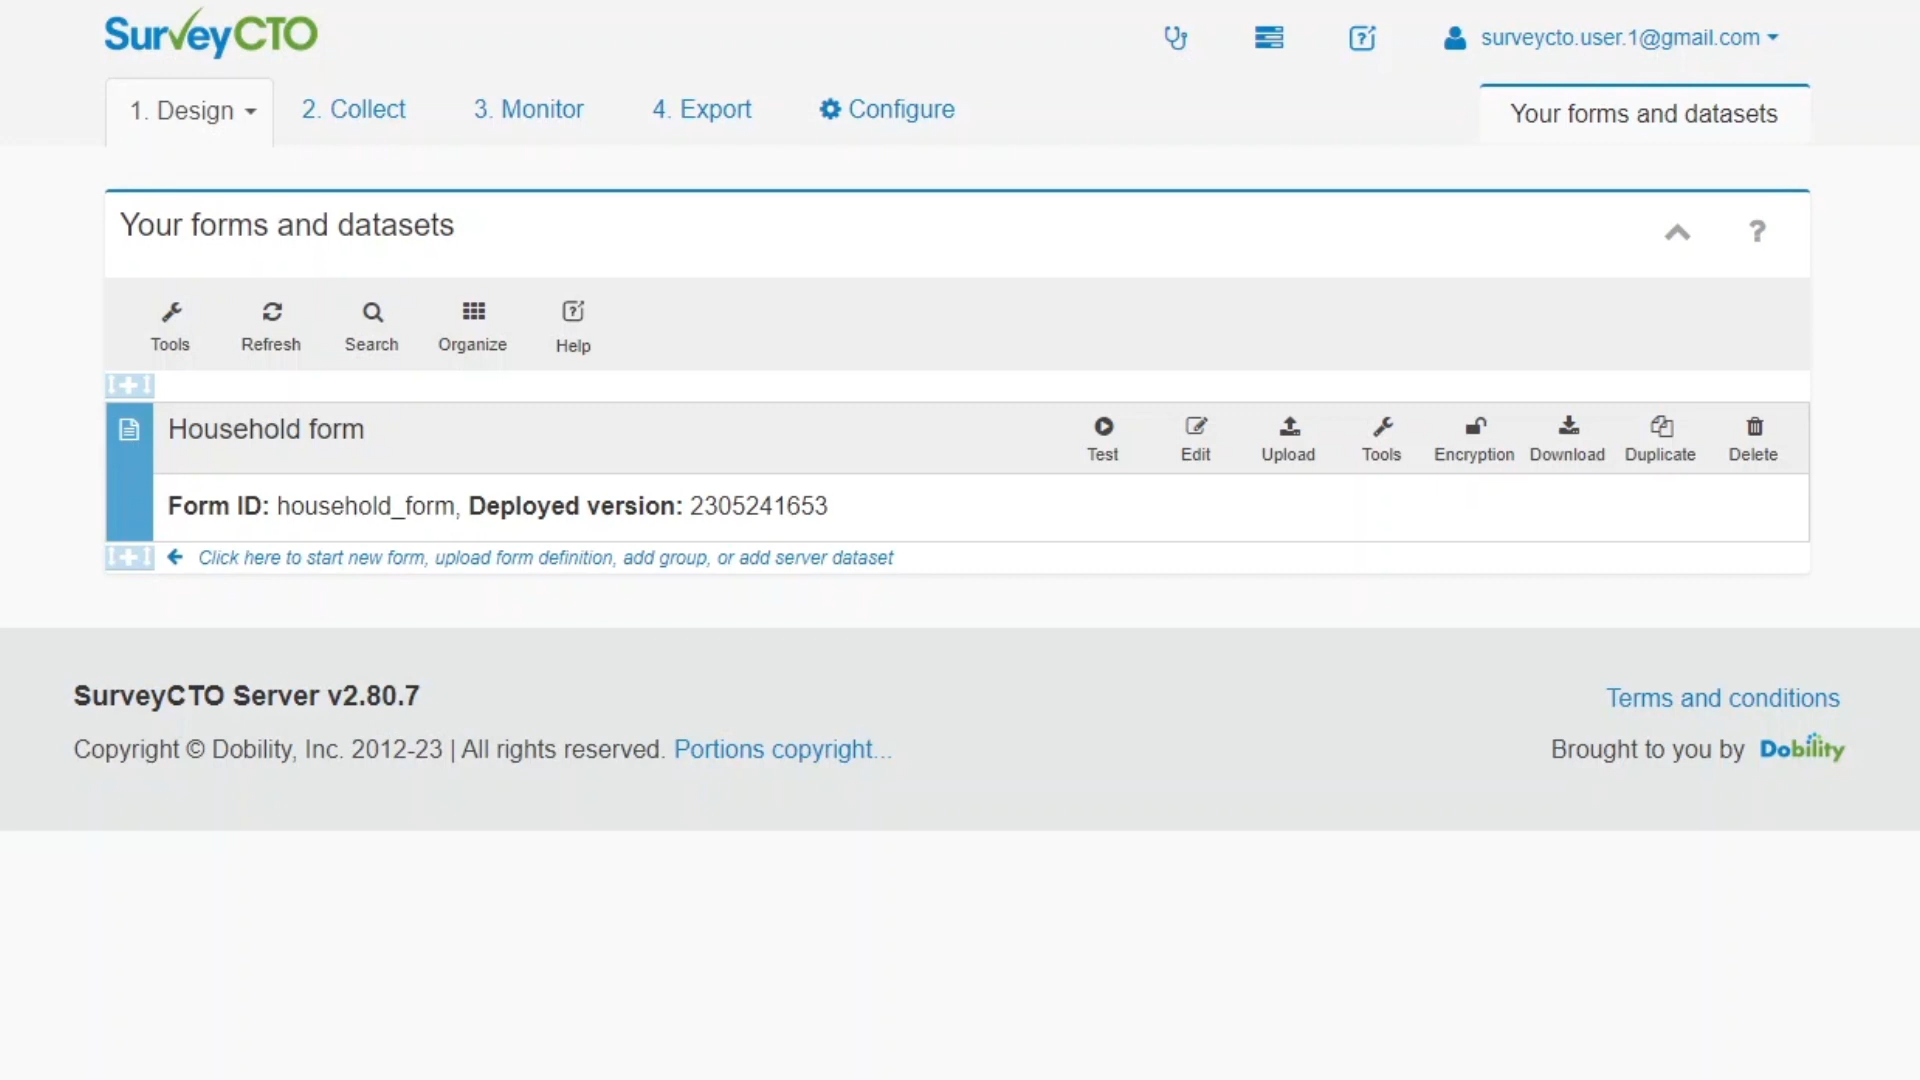 SurveyCTO
surveycto.user.1@gmail.com
1. Design
2. Collect
3. Monitor
4. Export
Configure
Your forms and datasets
Your forms and datasets
?
Tools
Refresh
Search
Organize
Help
Household form
Test
Edit
Upload
Tools
Encryption
Download
Duplicate
Delete
Form ID: household_form, Deployed version: 2305241653
Click here to start new form, upload form definition, add group, or add server dataset
SurveyCTO Server v2.80.7
Terms and conditions
Copyright © Dobility, Inc. 2012-23 | All rights reserved. Portions copyright...
Brought to you by Dobility